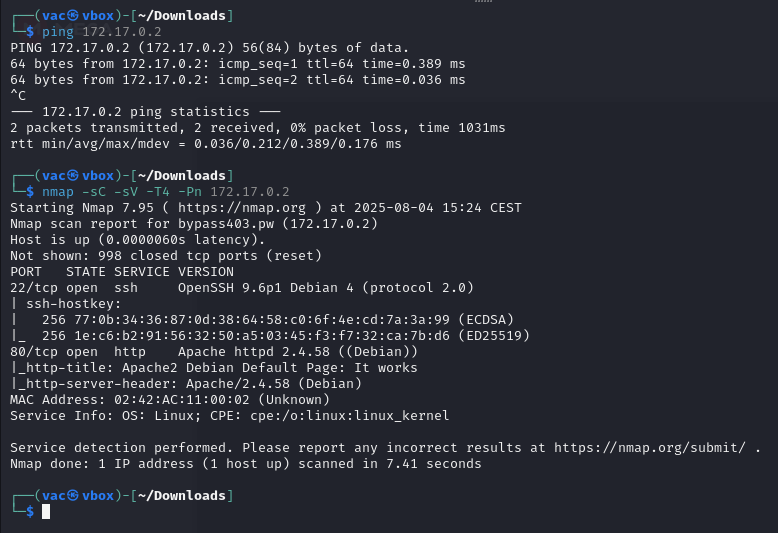 ┌──(vac㉿vbox)-[~/Downloads]
└─$ ping 172.17.0.2
PING 172.17.0.2 (172.17.0.2) 56(84) bytes of data.
64 bytes from 172.17.0.2: icmp_seq=1 ttl=64 time=0.389 ms
64 bytes from 172.17.0.2: icmp_seq=2 ttl=64 time=0.036 ms
^C
--- 172.17.0.2 ping statistics ---
2 packets transmitted, 2 received, 0% packet loss, time 1031ms
rtt min/avg/max/mdev = 0.036/0.212/0.389/0.176 ms
┌──(vac㉿vbox)-[~/Downloads]
└─$ nmap -sC -sV -T4 -Pn 172.17.0.2
Starting Nmap 7.95 ( https://nmap.org ) at 2025-08-04 15:24 CEST
Nmap scan report for bypass403.pw (172.17.0.2)
Host is up (0.0000060s latency).
Not shown: 998 closed tcp ports (reset)
PORT   STATE SERVICE VERSION
22/tcp open  ssh     OpenSSH 9.6p1 Debian 4 (protocol 2.0)
| ssh-hostkey:
|   256 77:0b:34:36:87:0d:38:64:58:c0:6f:4e:cd:7a:3a:99 (ECDSA)
|_  256 1e:c6:b2:91:56:32:50:a5:03:45:f3:f7:32:ca:7b:d6 (ED25519)
80/tcp open  http    Apache httpd 2.4.58 ((Debian))
|_http-title: Apache2 Debian Default Page: It works
|_http-server-header: Apache/2.4.58 (Debian)
MAC Address: 02:42:AC:11:00:02 (Unknown)
Service Info: OS: Linux; CPE: cpe:/o:linux:linux_kernel
Service detection performed. Please report any incorrect results at https://nmap.org/submit/ .
Nmap done: 1 IP address (1 host up) scanned in 7.41 seconds
┌──(vac㉿vbox)-[~/Downloads]
└─$